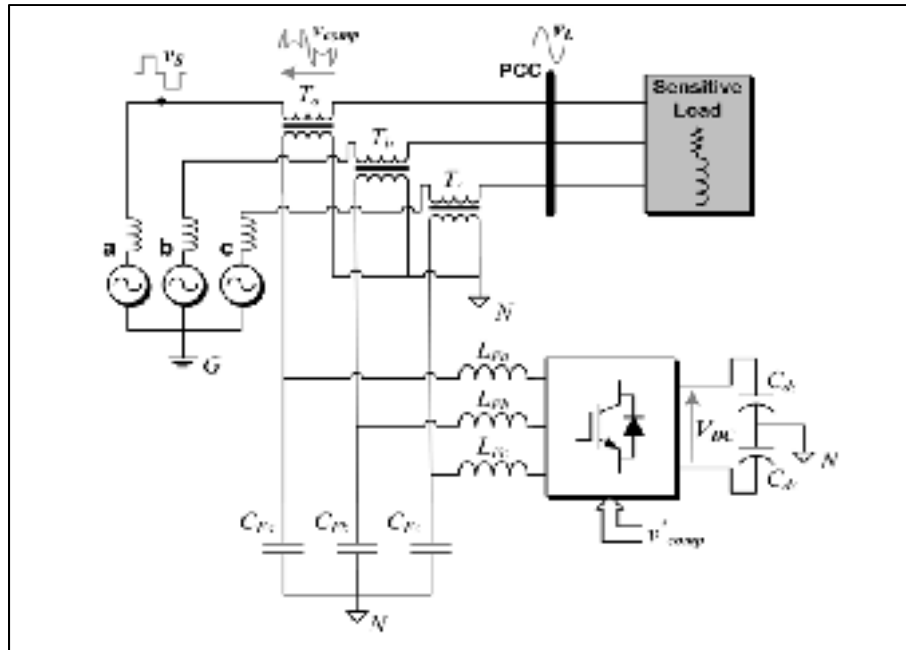 v_S
v_comp
v_L
PCC
T_a
Sensitive
Load
T_b
T_c
a
b
c
N
G
L_Fa
L_Fb
L_Fc
C_dc
V_DC
N
C_dc
C_Fa
C_Fb
C_Fc
v*_comp
N